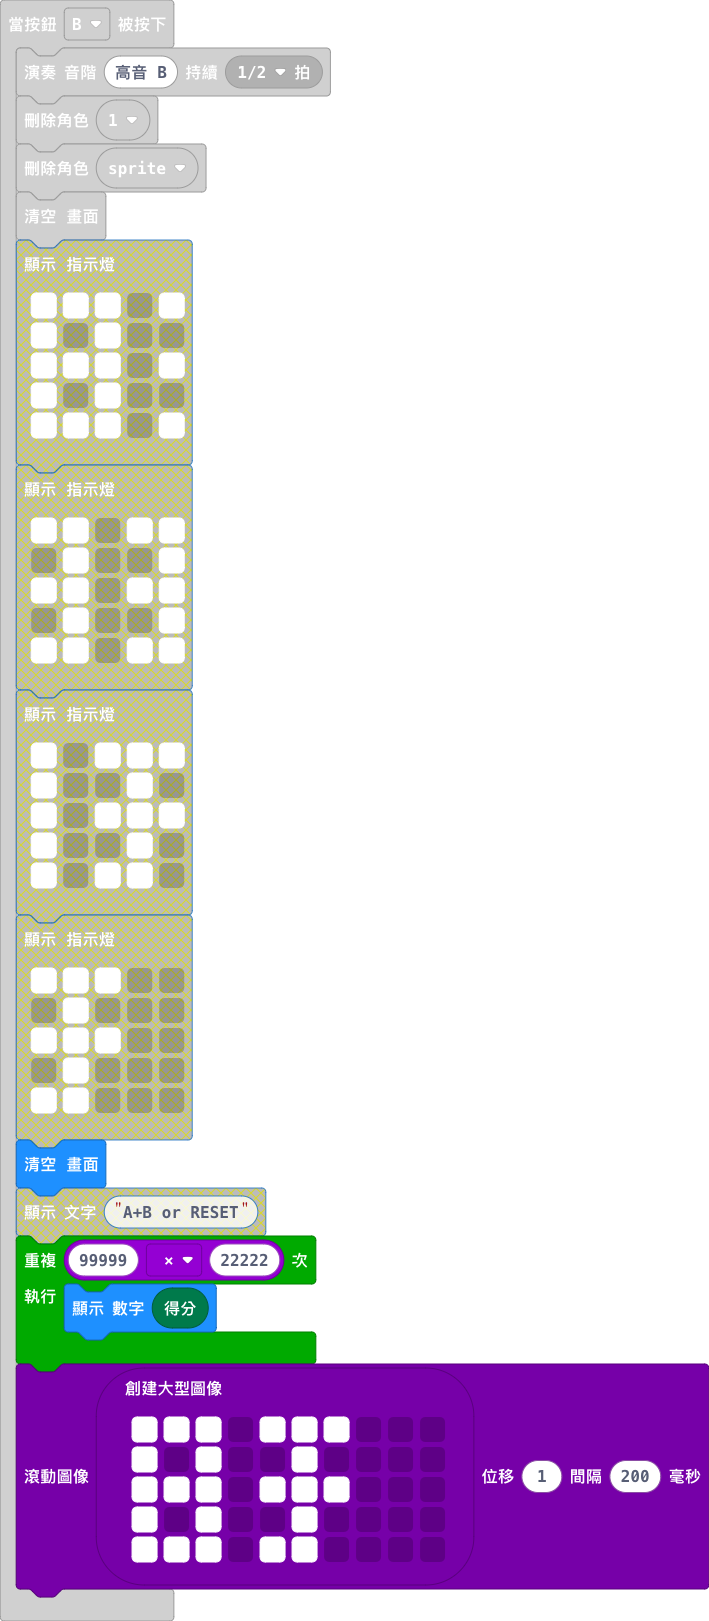 當按鈕 B 被按下
演奏 音階 高音 B 持續 1/2 拍
刪除角色 1
刪除角色 sprite
清空 畫面
顯示 指示燈
顯示 指示燈
顯示 指示燈
顯示 指示燈
清空 畫面
顯示 文字 "A+B or RESET"
重複 99999 × 22222 次
執行 顯示 數字 得分
創建大型圖像
滾動圖像 位移 1 間隔 200 毫秒